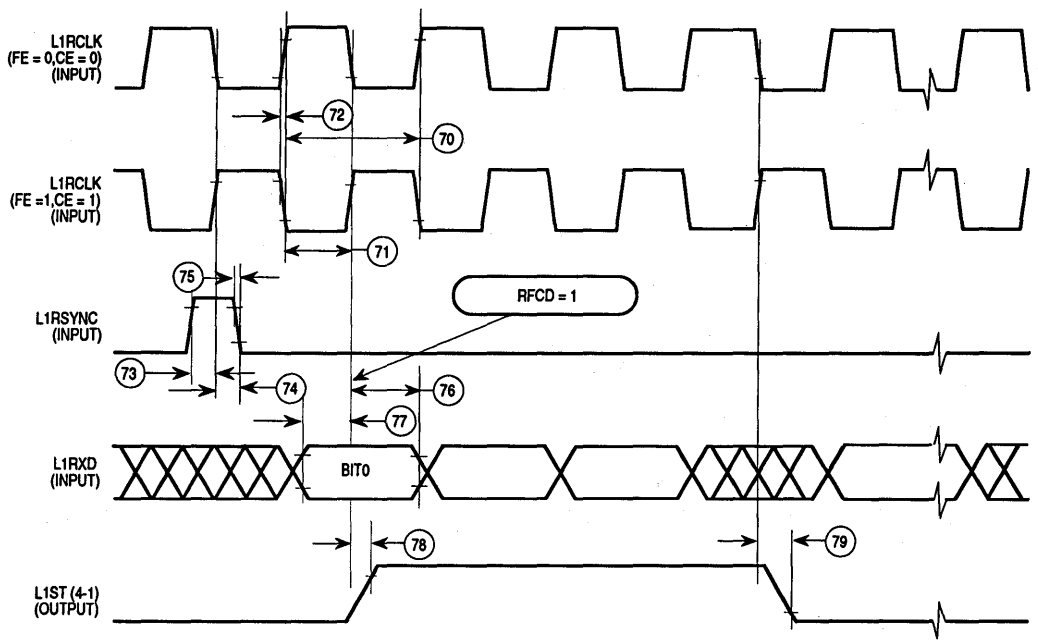 L1RCLK
(FE = 0,CE = 0)
(INPUT)
72
70
L1RCLK
(FE =1,CE = 1)
(INPUT)
71
75
RFCD = 1
L1RSYNC
(INPUT)
73
74
76
77
L1RXD
(INPUT)
BIT0
78
79
L1ST (4-1)
(OUTPUT)